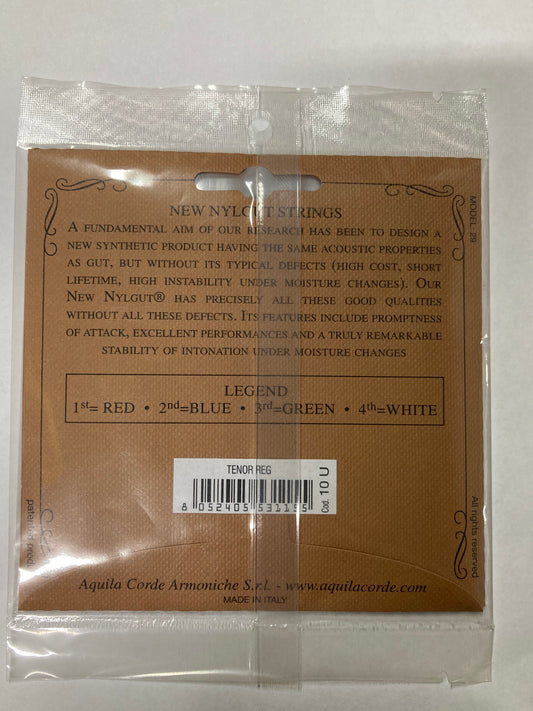 NEW NYLGUT STRINGS
A FUNDAMENTAL AIM OF OUR RESEARCH HAS BEEN TO DESIGN A
NEW SYNTHETIC PRODUCT HAVING THE SAME ACOUSTIC PROPERTIES
AS GUT, BUT WITHOUT ITS TYPICAL DEFECTS (HIGH COST, SHORT
LIFETIME, HIGH INSTABILITY UNDER MOISTURE CHANGES). OUR
NEW NYLGUT® HAS PRECISELY ALL THESE GOOD QUALITIES
WITHOUT ALL THESE DEFECTS. ITS FEATURES INCLUDE PROMPTNESS
OF ATTACK, EXCELLENT PERFORMANCES AND A TRULY REMARKABLE
STABILITY OF INTONATION UNDER MOISTURE CHANGES
MODEL: 29
LEGEND
1st= RED • 2nd=BLUE • 3rd=GREEN • 4th=WHITE
TENOR REG
8 052405 531155
Cod. 10 U
All rights reserved
Aquila Corde Armoniche S.r.l. - www.aquilacorde.com
MADE IN ITALY